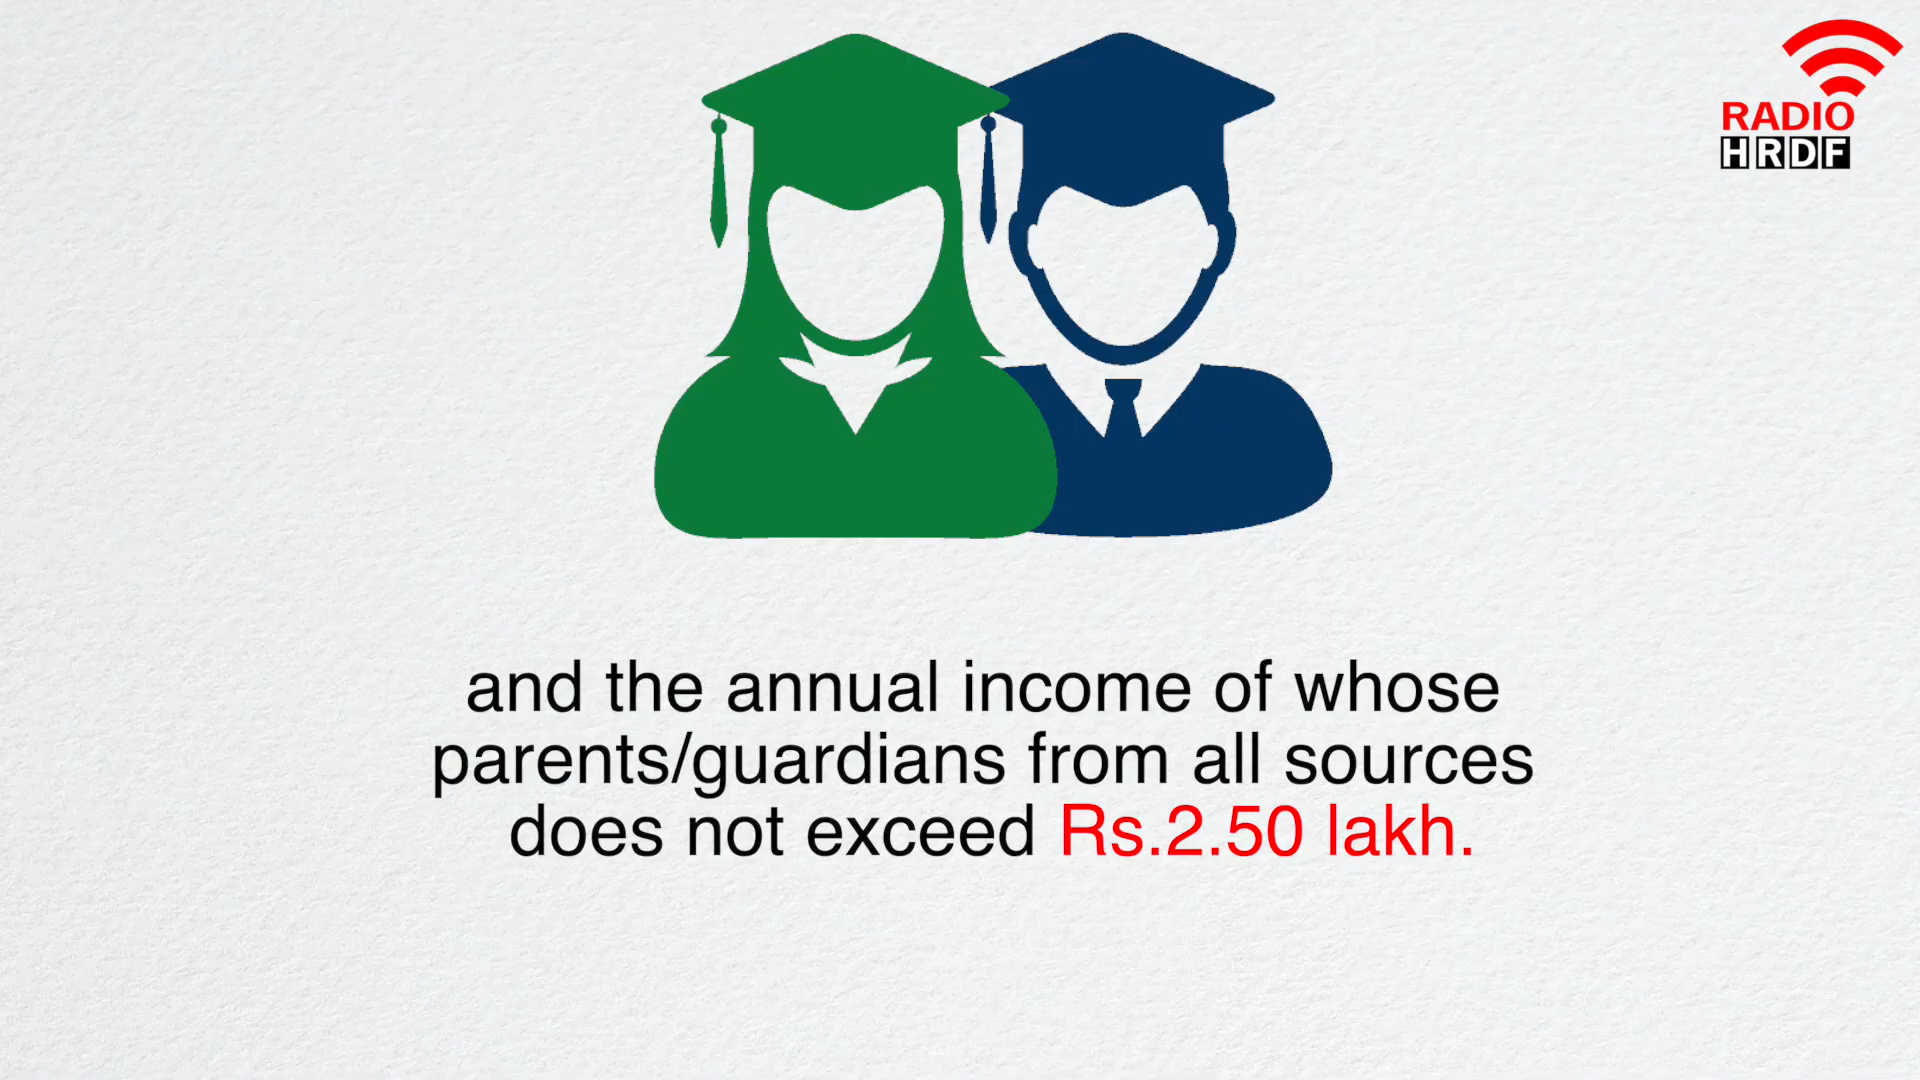 RADIO
HRDF
and the annual income of whose
parents/guardians from all sources
does not exceed Rs.2.50 lakh.